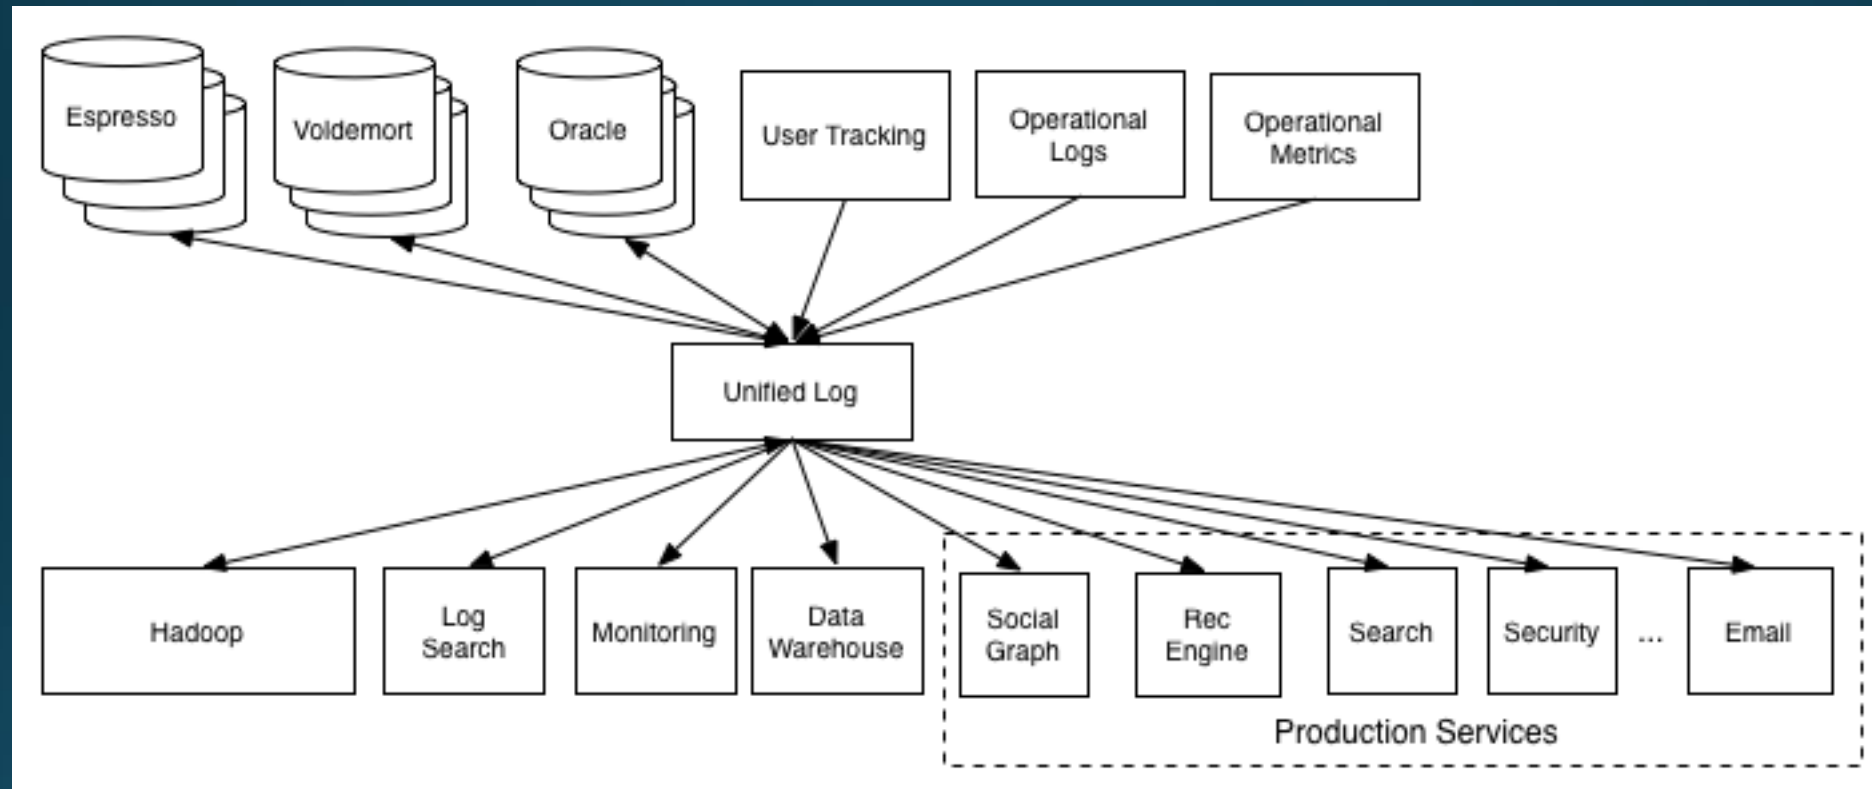 Espresso
Voldemort
Oracle
User Tracking
Operational
Logs
Operational
Metrics
Unified Log
Hadoop
Log
Search
Monitoring
Data
Warehouse
Social
Graph
Rec
Engine
Search
Security
...
Email
Production Services